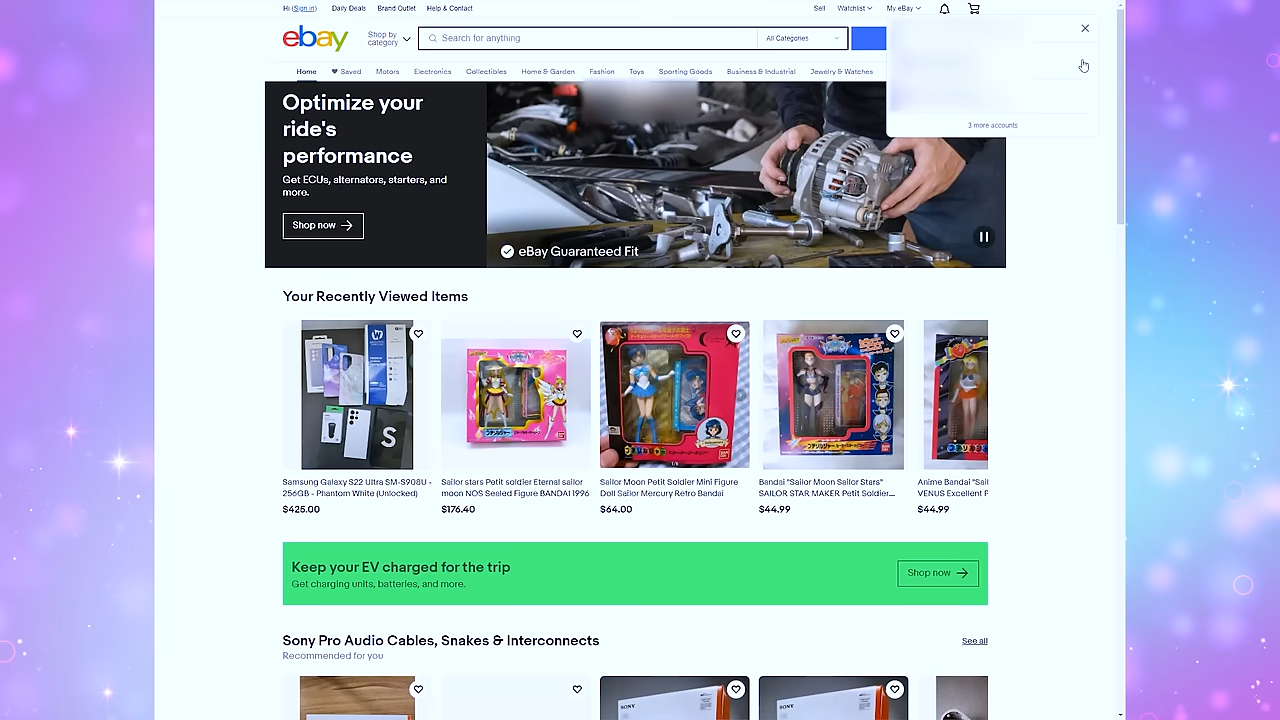 Hi (Sign in) Daily Deals Brand Outlet Help & Contact Sell Watchlist My eBay
ebay Shop by category Search for anything All Categories
Home Saved Motors Electronics Collectibles Home & Garden Fashion Toys Sporting Goods Business & Industrial Jewelry & Watches
3 more accounts
Optimize your
ride's
performance
Get ECUs, alternators, starters, and
more.
Shop now
eBay Guaranteed Fit
Your Recently Viewed Items
Samsung Galaxy S22 Ultra SM-S908U -
256GB - Phantom White (Unlocked)
$425.00
Sailor stars Petit soldier Eternal sailor
moon NOS Sealed Figure BANDAI 1996
$176.40
Sailor Moon Petit Soldier Mini Figure
Doll Sailor Mercury Retro Bandai
$64.00
Bandai "Sailor Moon Sailor Stars"
SAILOR STAR MAKER Petit Soldier...
$44.99
Anime Bandai "Sail
VENUS Excellent P
$44.99
Keep your EV charged for the trip
Get charging units, batteries, and more.
Shop now
Sony Pro Audio Cables, Snakes & Interconnects
See all
Recommended for you
SONY
SONY